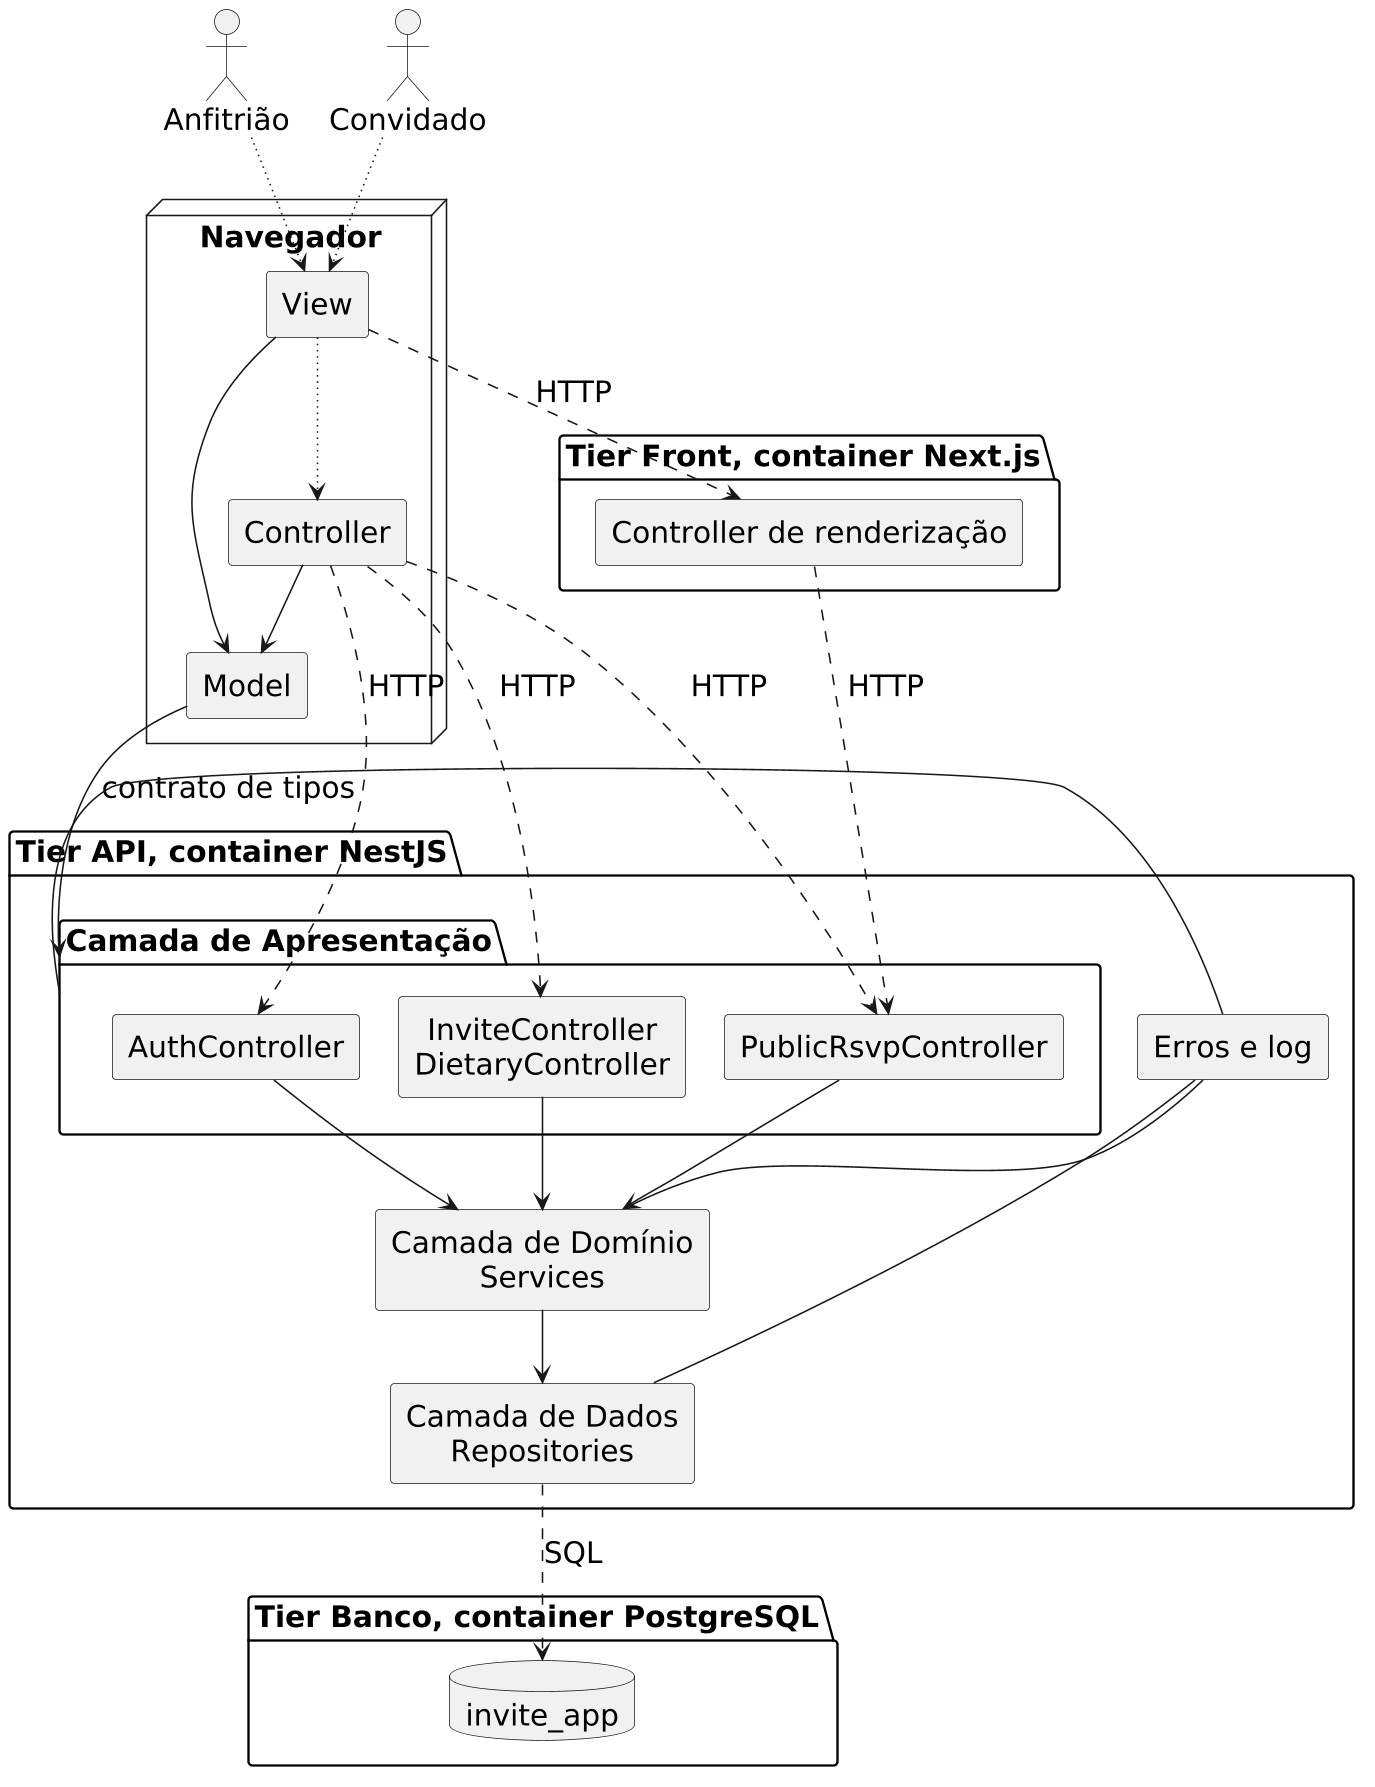 Anfitrião
Convidado
Navegador
View
HTTP
Tier Front, container Next.js
Controller
Controller de renderização
Model
HTTP
HTTP
HTTP
HTTP
contrato de tipos
Tier API, container NestJS
Camada de Apresentação
AuthController
InviteController
DietaryController
PublicRsvpController
Erros e log
Camada de Domínio
Services
Camada de Dados
Repositories
SQL
Tier Banco, container PostgreSQL
invite_app